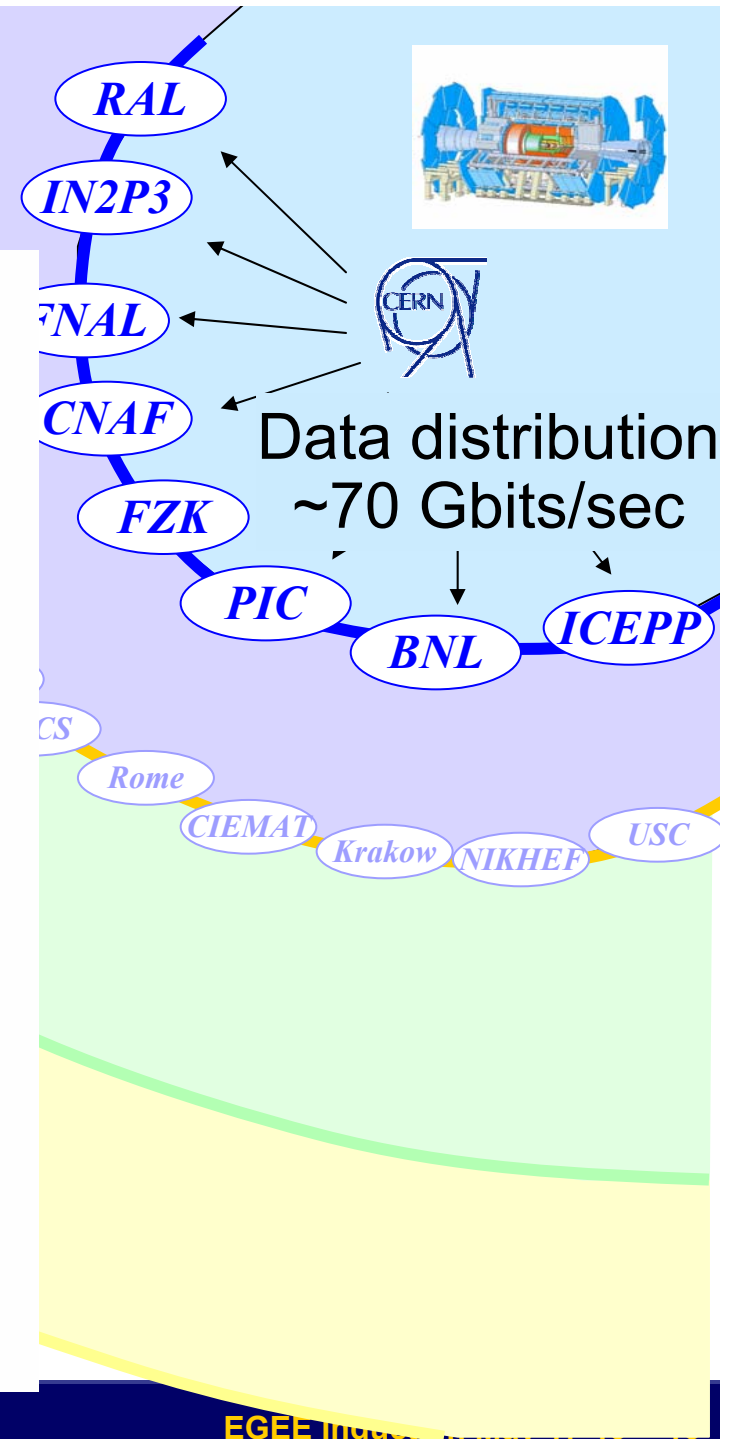 RAL
IN2P3
CERN
FNAL
CNAF
Data distribution
~70 Gbits/sec
FZK
PIC
ICEPP
BNL
CS
Rome
CIEMAT
USC
Krakow
NIKHEF
EGEE